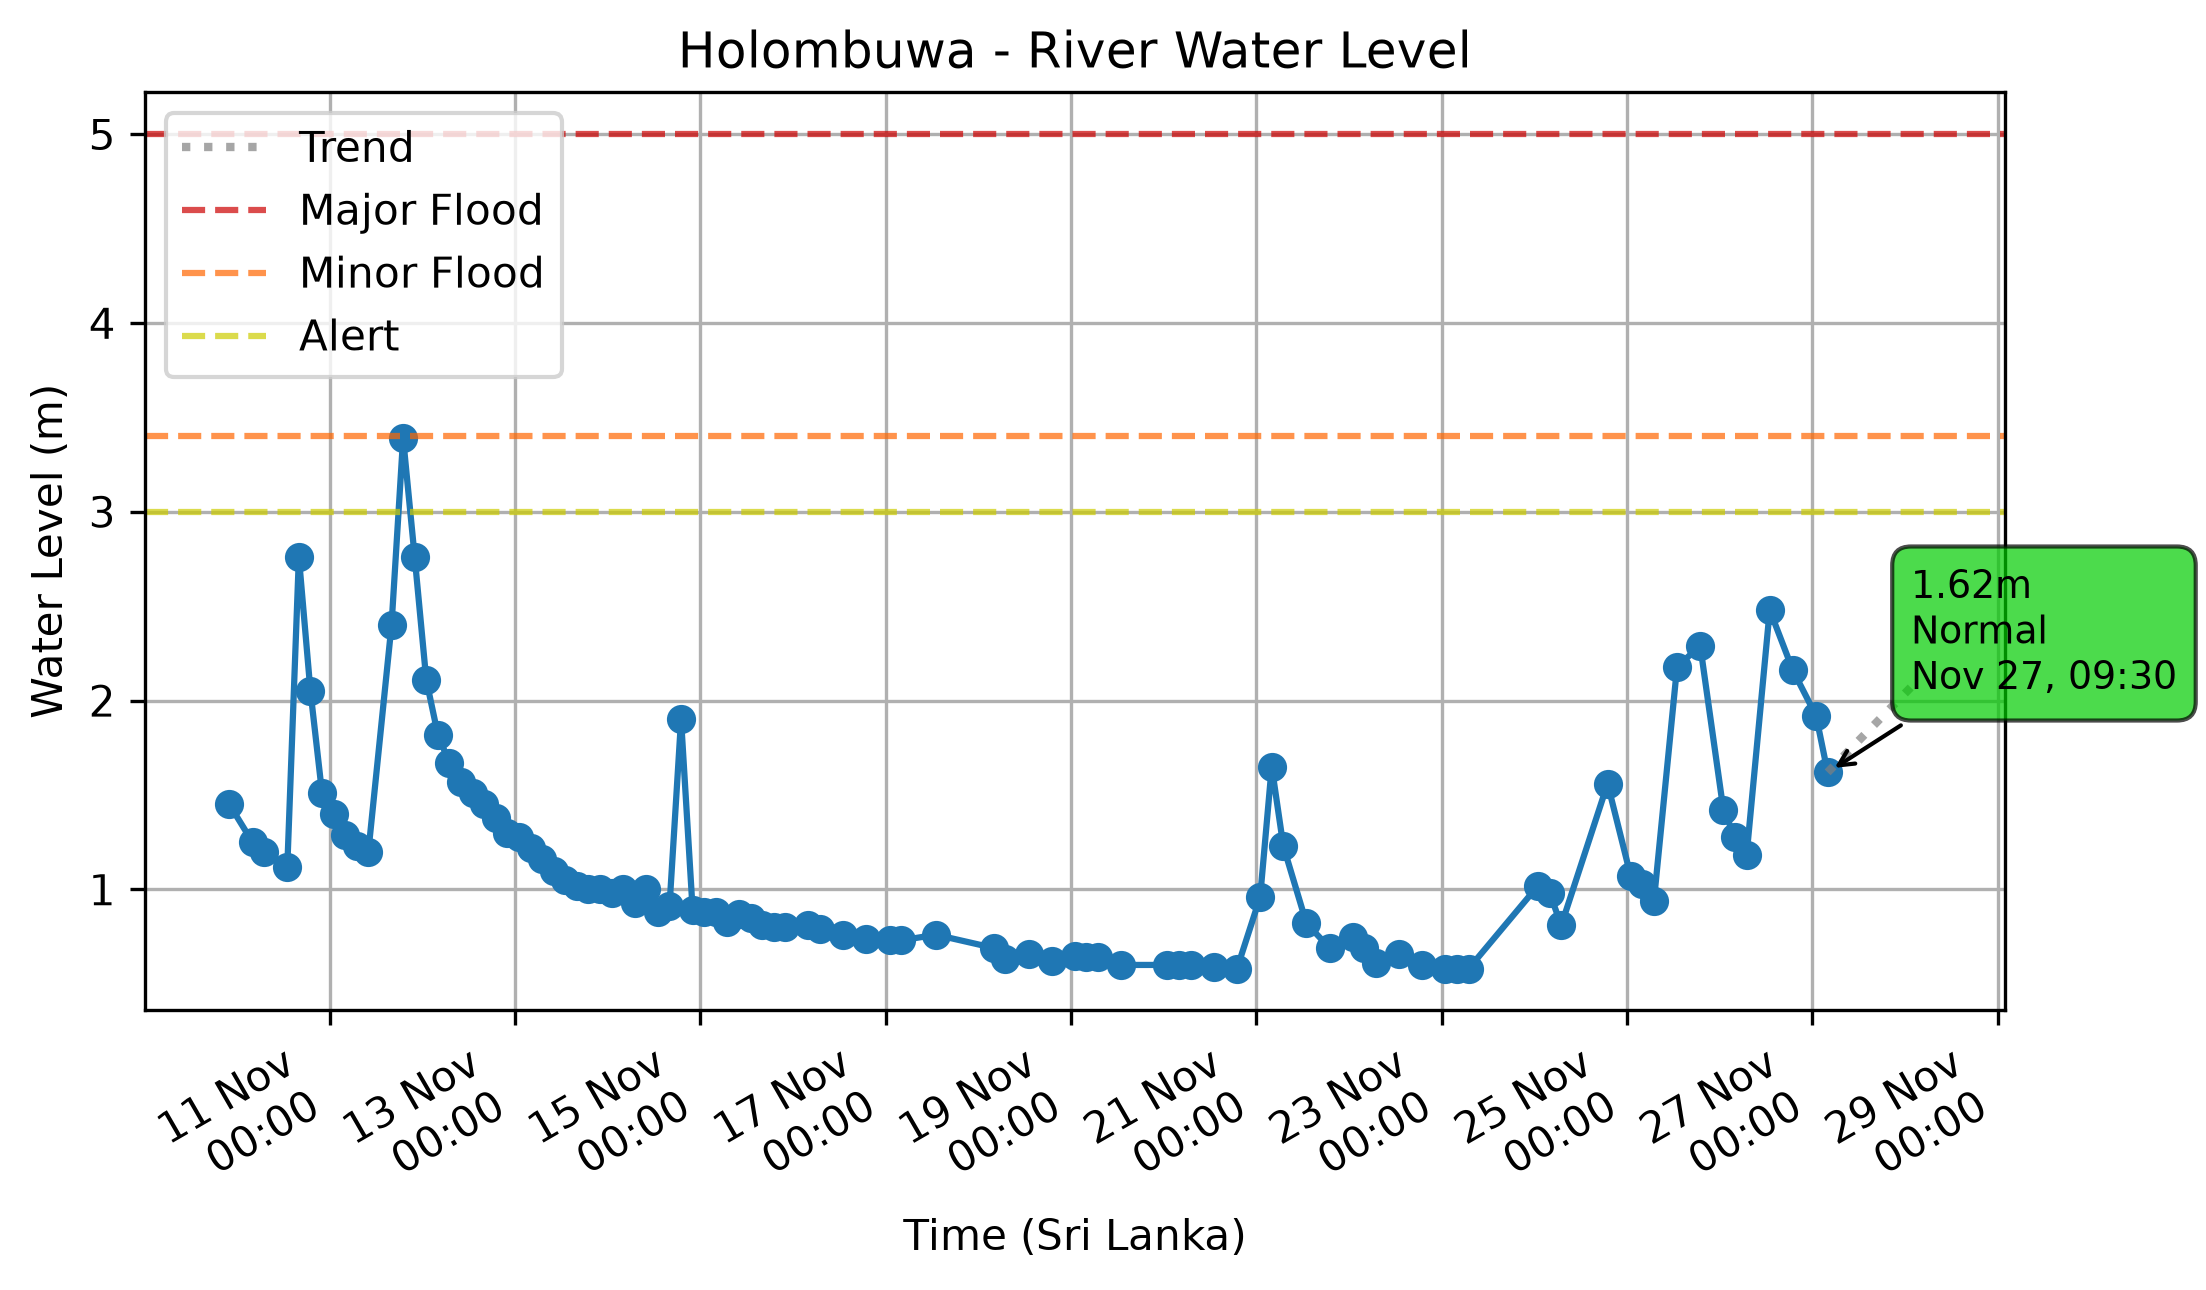 Holombuwa - River Water Level
Trend
Major Flood
Minor Flood
Alert
5
4
3
2
1
Water Level (m)
1.62m
Normal
Nov 27, 09:30
11 Nov
00:00
13 Nov
00:00
15 Nov
00:00
17 Nov
00:00
19 Nov
00:00
21 Nov
00:00
23 Nov
00:00
25 Nov
00:00
27 Nov
00:00
29 Nov
00:00
Time (Sri Lanka)